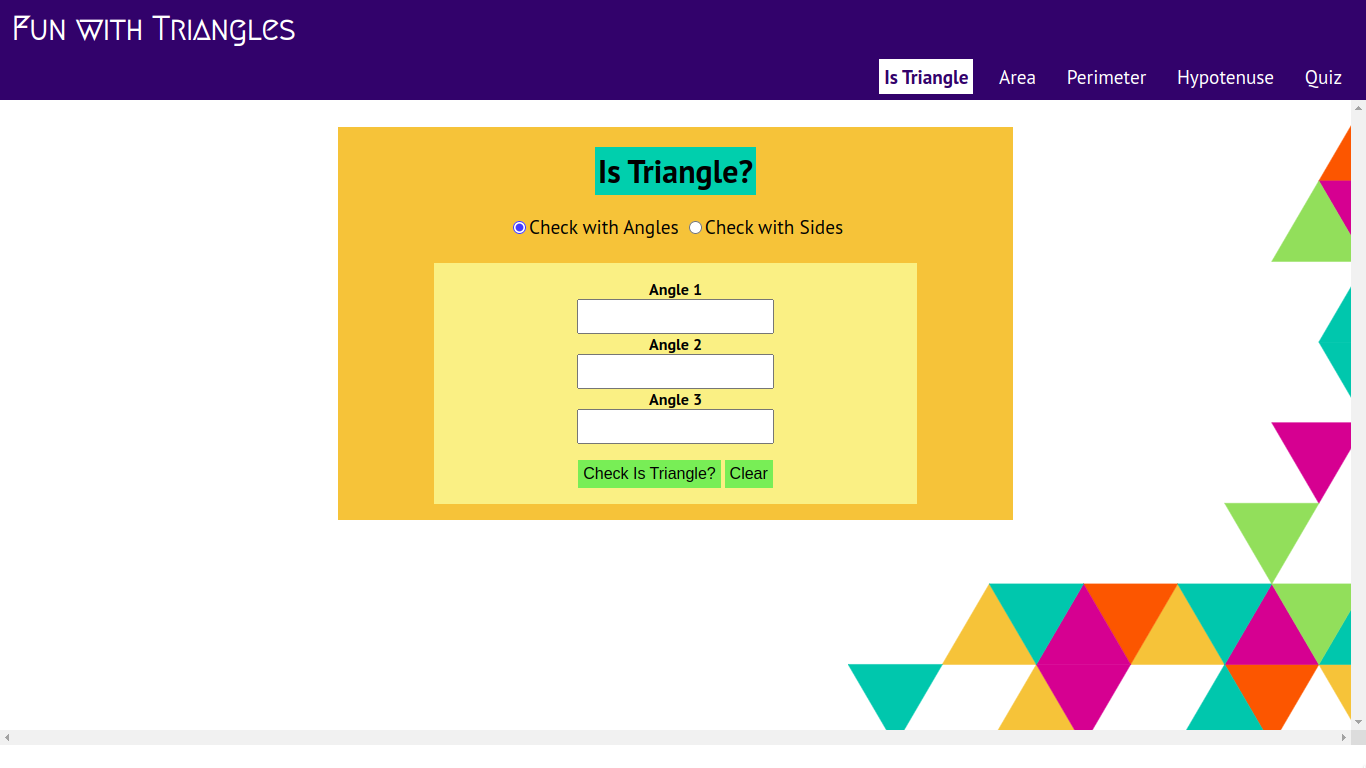 Fun with Triangles
Is Triangle Area Perimeter Hypotenuse Quiz
Is Triangle?
Check with Angles Check with Sides
Angle 1
Angle 2
Angle 3
Check Is Triangle? Clear